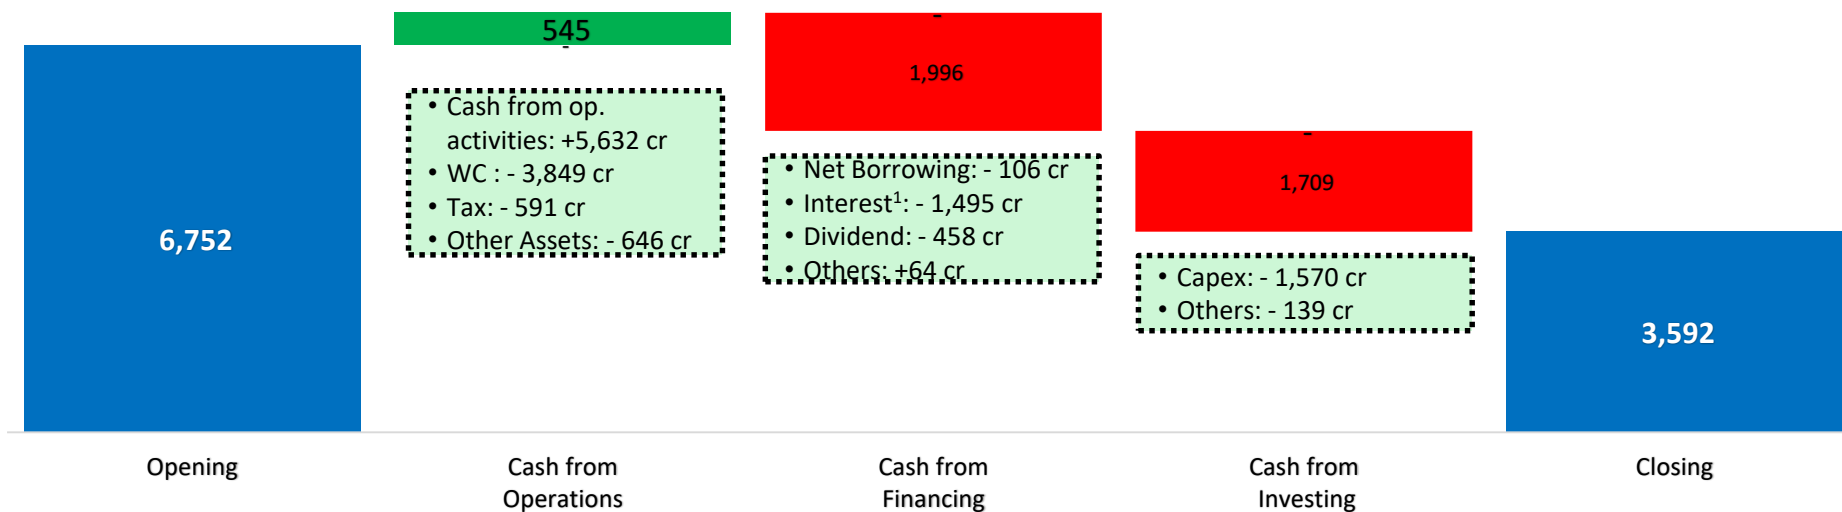 545
-
-
1,996
• Cash from op.
activities: +5,632 cr
• WC : - 3,849 cr
• Tax: - 591 cr
• Other Assets: - 646 cr
-
1,709
• Net Borrowing: - 106 cr
• Interest¹: - 1,495 cr
• Dividend: - 458 cr
• Others: +64 cr
6,752
• Capex: - 1,570 cr
• Others: - 139 cr
3,592
Opening
Cash from
Operations
Cash from
Financing
Cash from
Investing
Closing